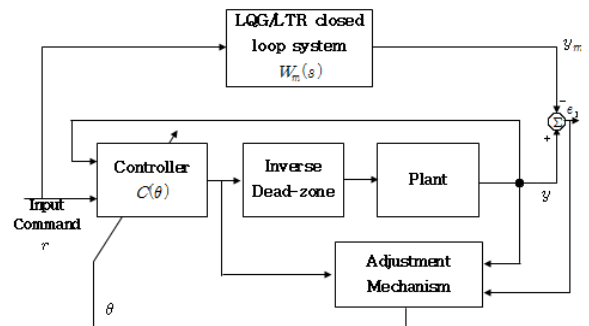 LQG/LTR closed
loop system
W_m(s)
y_m
-
e_1
Σ
+
Controller
C(θ)
Inverse
Dead-zone
Plant
Input
Command
r
y
Adjustment
Mechanism
θ